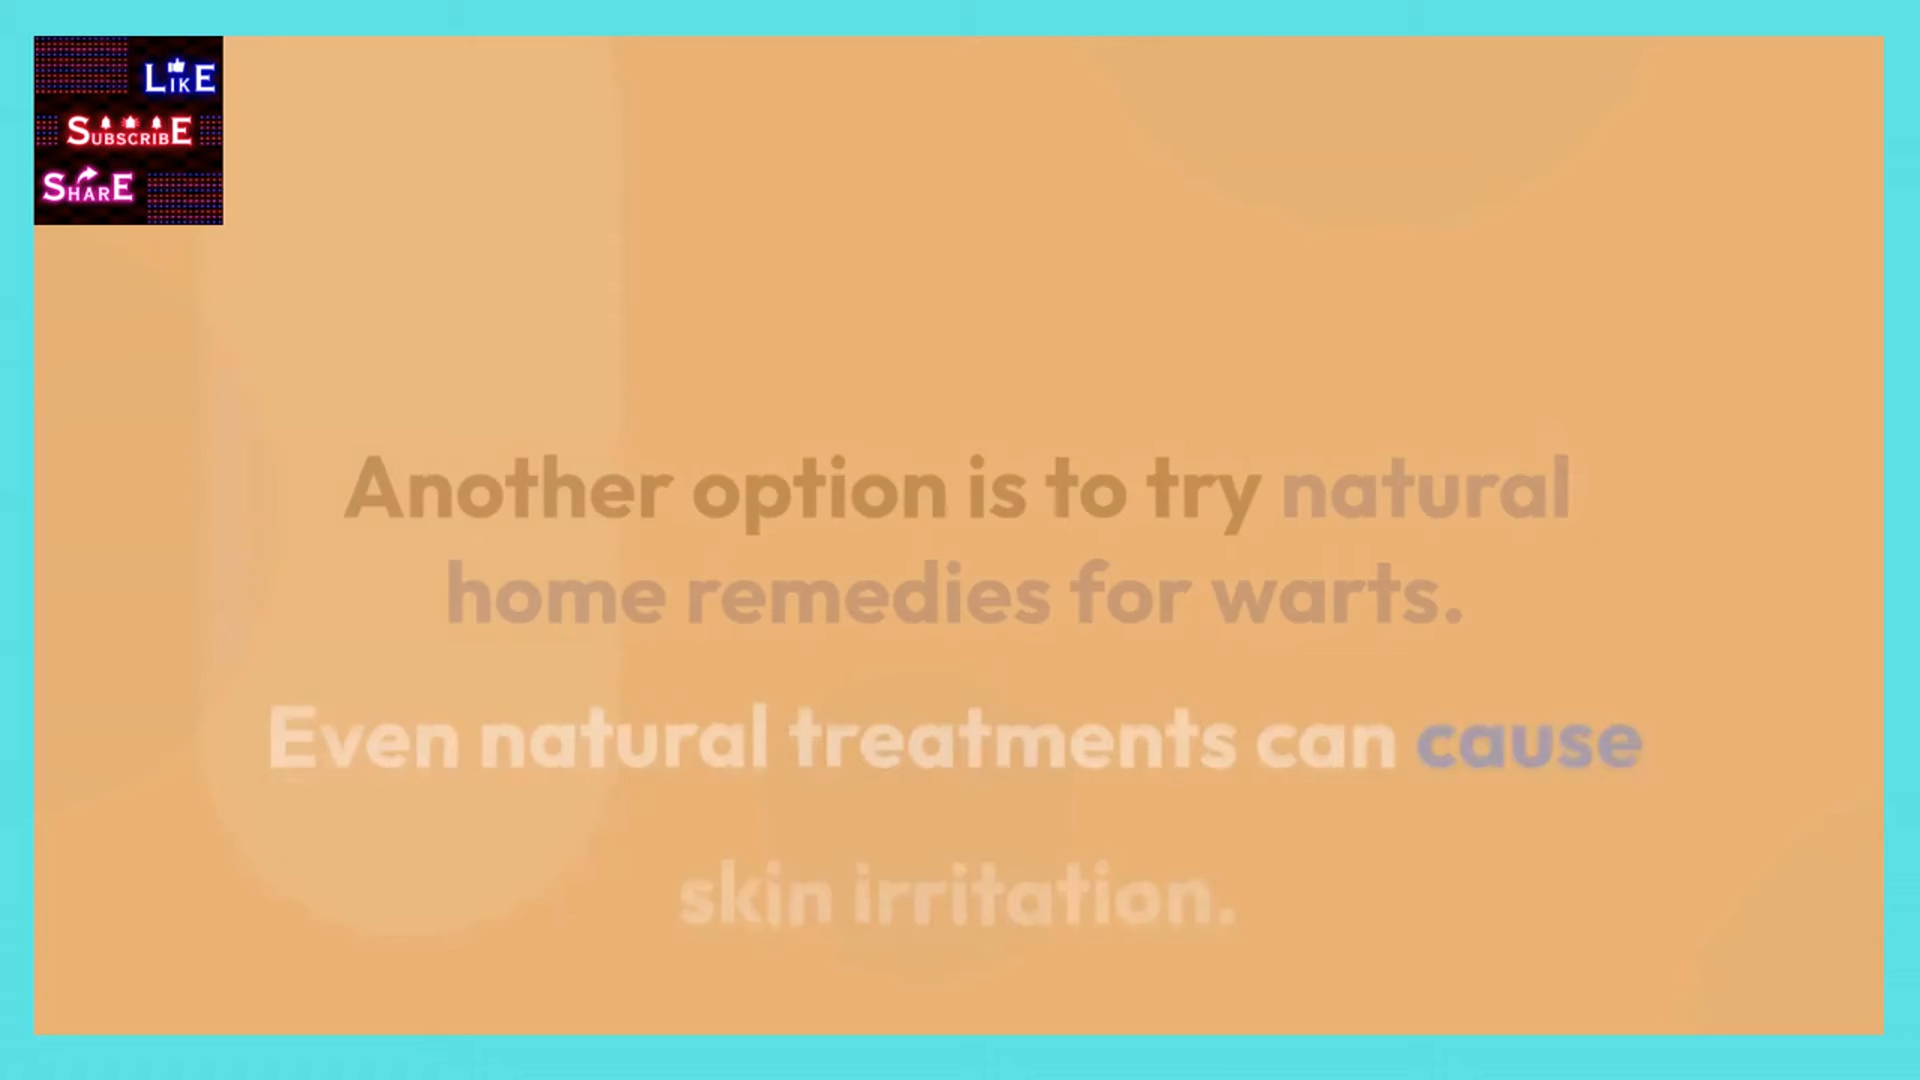 LIKE
SUBSCRIBE
SHARE
Another option is to try natural
home remedies for warts.
Even natural treatments can cause
skin irritation.